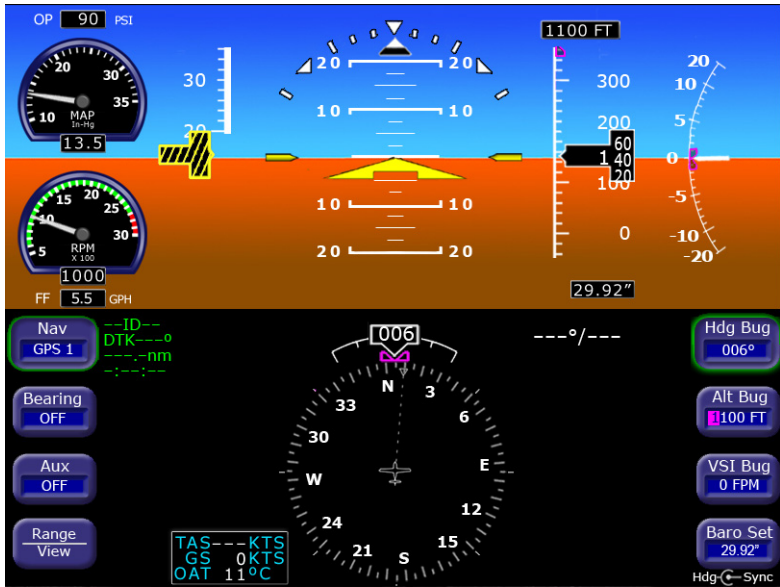 OP 90 PSI
20 30 35 10
MAP
In-Hg
13.5
5 10 15 20 25 30
RPM
X 100
1000
FF 5.5 GPH
30
20
20 20
10 10
10 10
20 20
1100 FT
300
200
100
0
1
60
40
20
29.92"
20
10
5
0
-5
-10
-20
Nav
GPS 1
--ID--
DTK---°
---.-nm
-:--:--
Bearing
OFF
Aux
OFF
Range
View
006
---°/---
N 3 6 E 12 15 S 21 24 W 30 33
TAS---KTS
GS 0KTS
OAT 11°C
Hdg Bug
006°
Alt Bug
1100 FT
VSI Bug
0 FPM
Baro Set
29.92"
Hdg Sync